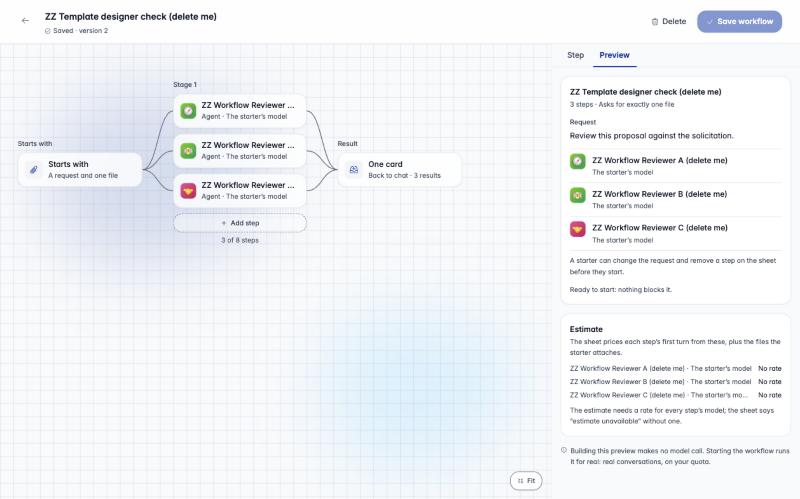 ZZ Template designer check (delete me)
Saved · version 2
Delete
Save workflow
Step
Preview
Stage 1
ZZ Workflow Reviewer ...
Agent · The starter's model
ZZ Workflow Reviewer ...
Agent · The starter's model
ZZ Workflow Reviewer ...
Agent · The starter's model
Starts with
Starts with
A request and one file
Result
One card
Back to chat · 3 results
+ Add step
3 of 8 steps
Fit
ZZ Template designer check (delete me)
3 steps · Asks for exactly one file
Request
Review this proposal against the solicitation.
ZZ Workflow Reviewer A (delete me)
The starter's model
ZZ Workflow Reviewer B (delete me)
The starter's model
ZZ Workflow Reviewer C (delete me)
The starter's model
A starter can change the request and remove a step on the sheet
before they start.
Ready to start: nothing blocks it.
Estimate
The sheet prices each step's first turn from these, plus the files the
starter attaches.
ZZ Workflow Reviewer A (delete me) · The starter's model No rate
ZZ Workflow Reviewer B (delete me) · The starter's model No rate
ZZ Workflow Reviewer C (delete me) · The starter's mo... No rate
The estimate needs a rate for every step's model; the sheet says
"estimate unavailable" without one.
Building this preview makes no model call. Starting the workflow runs
it for real: real conversations, on your quota.